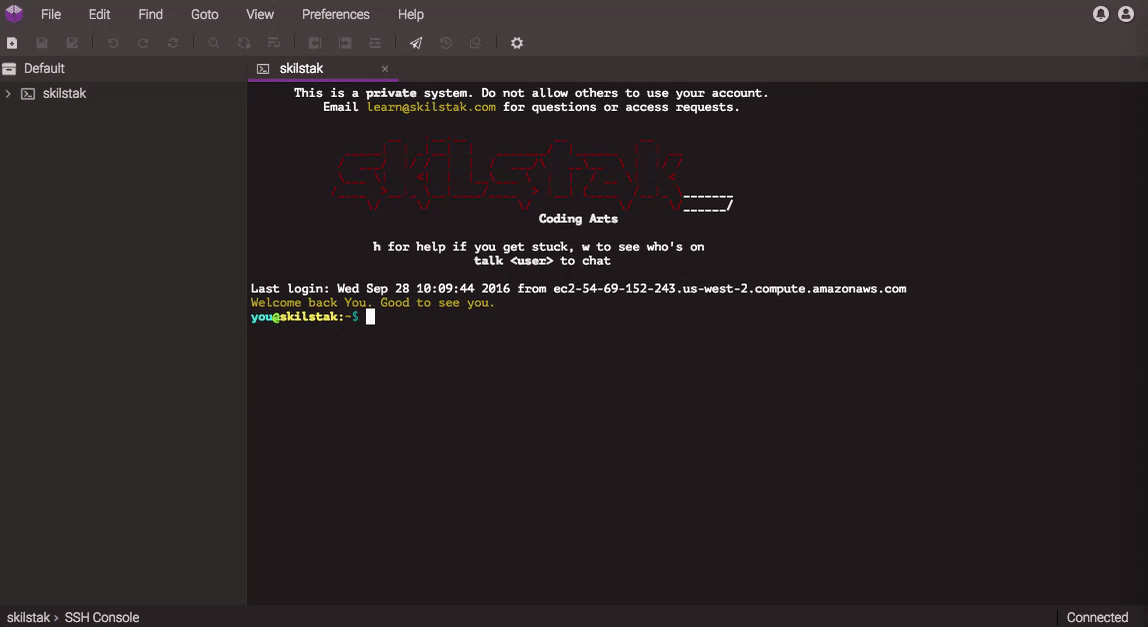 File Edit Find Goto View Preferences Help
Default
skilstak
skilstak
This is a private system. Do not allow others to use your account.
Email learn@skilstak.com for questions or access requests.
skilstak
Coding Arts
h for help if you get stuck, w to see who's on
talk <user> to chat
Last login: Wed Sep 28 10:09:44 2016 from ec2-54-69-152-243.us-west-2.compute.amazonaws.com
Welcome back You. Good to see you.
you@skilstak:~$
skilstak › SSH Console
Connected